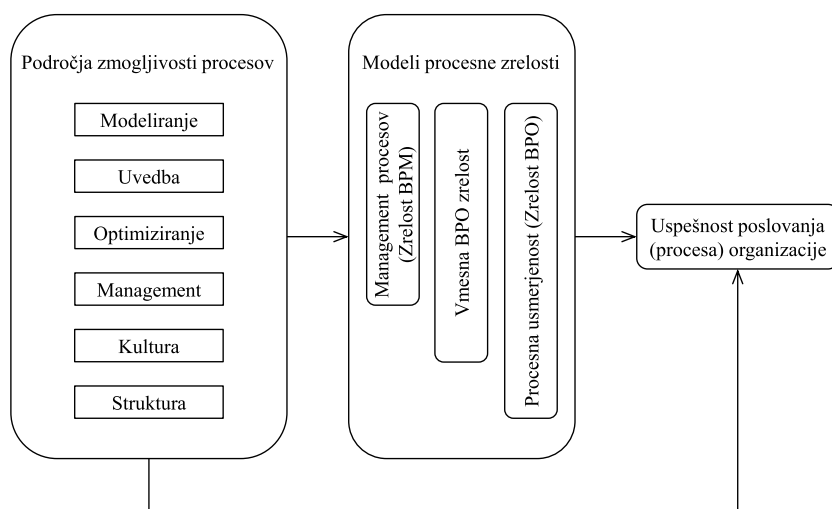 Področja zmogljivosti procesov
Modeliranje
Uvedba
Optimiziranje
Management
Kultura
Struktura
Modeli procesne zrelosti
Management procesov
(Zrelost BPM)
Vmesna BPO zrelost
Procesna usmerjenost (Zrelost BPO)
Uspešnost poslovanja
(procesa) organizacije